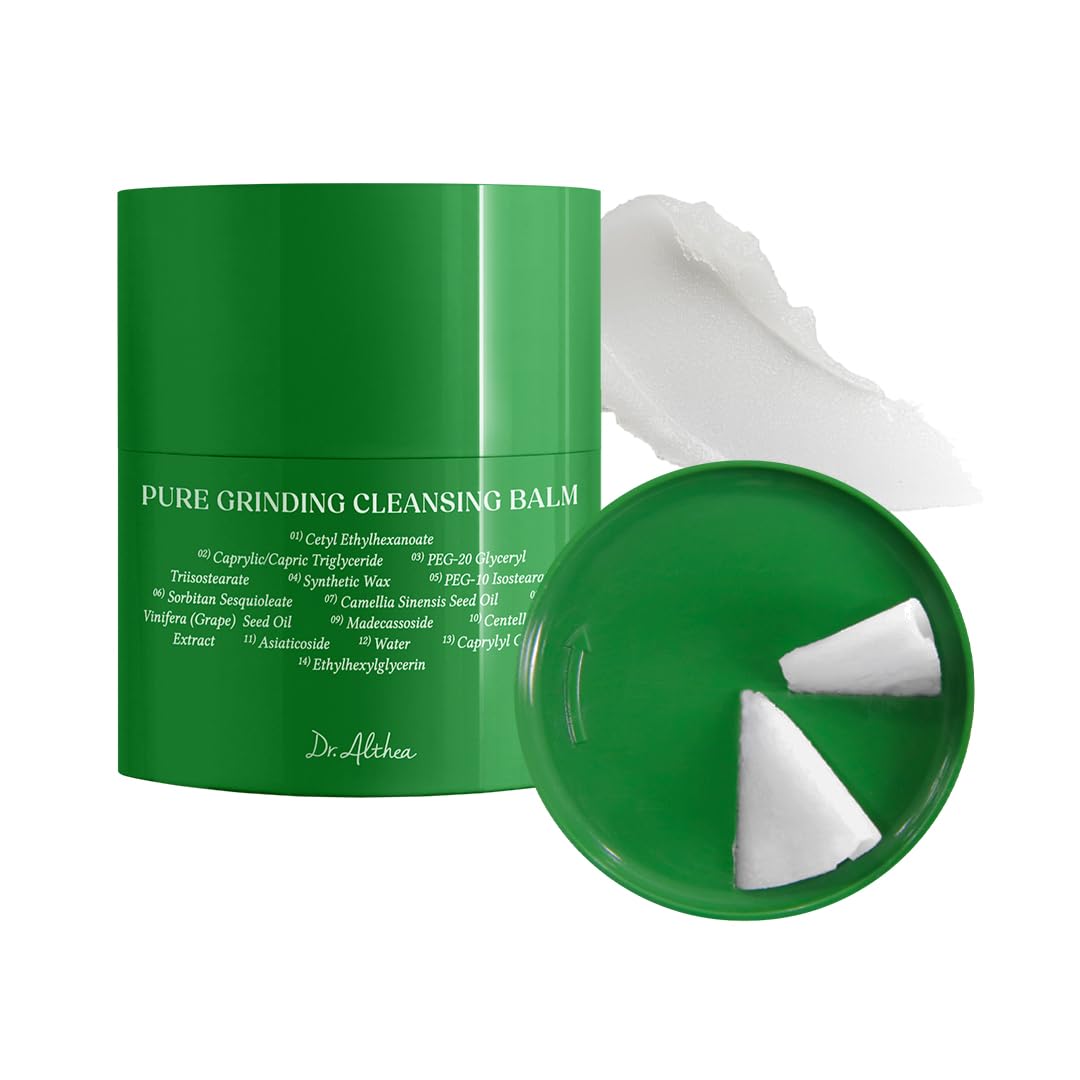 PURE GRINDING CLEANSING BALM
01) Cetyl Ethylhexanoate
02) Caprylic/Capric Triglyceride 03) PEG-20 Glyceryl
Triisostearate 04) Synthetic Wax 05) PEG-10 Isosteara
06) Sorbitan Sesquioleate 07) Camellia Sinensis Seed Oil
Vinifera (Grape) Seed Oil 09) Madecassoside 10) Centell
Extract 11) Asiaticoside 12) Water 13) Caprylyl
14) Ethylhexylglycerin
Dr. Althea